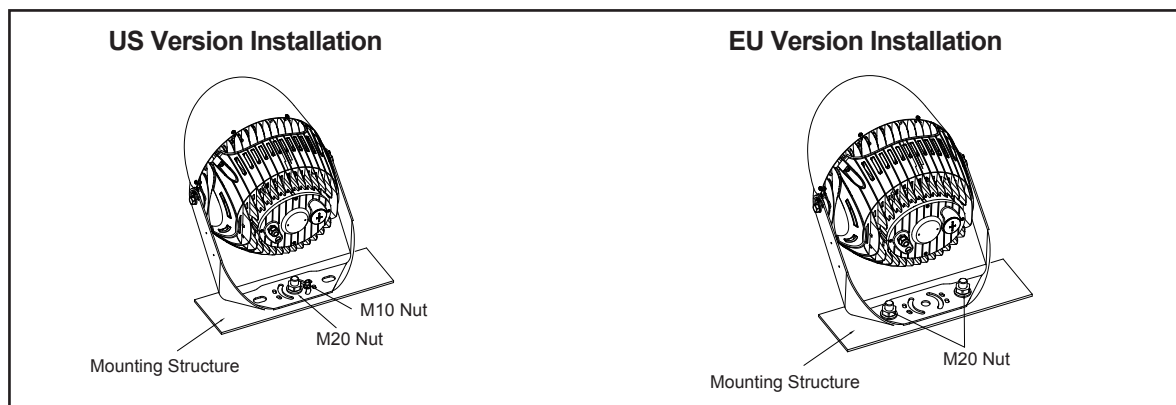 US Version Installation
M10 Nut
M20 Nut
Mounting Structure
EU Version Installation
M20 Nut
Mounting Structure